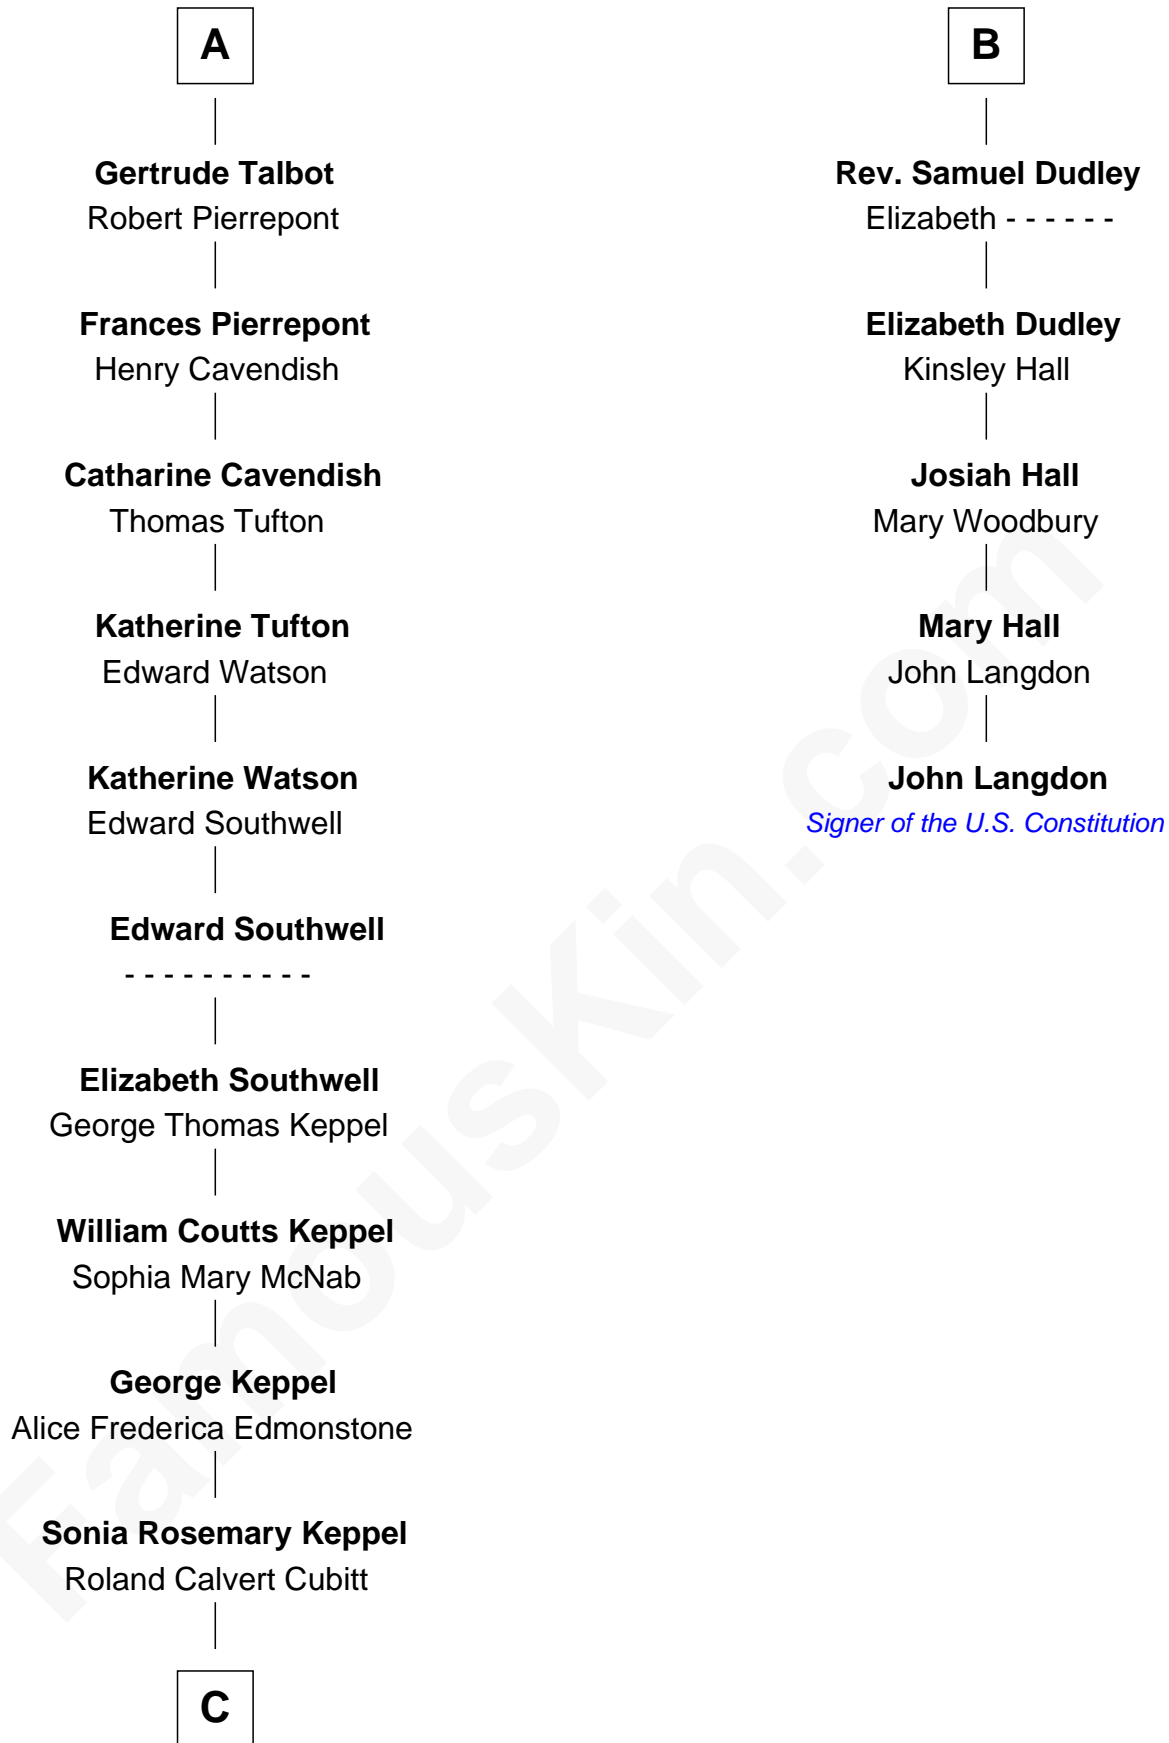 A
Gertrude Talbot
Robert Pierrepont
Frances Pierrepont
Henry Cavendish
Catharine Cavendish
Thomas Tufton
Katherine Tufton
Edward Watson
Katherine Watson
Edward Southwell
Edward Southwell
- - - - - - - - - -
Elizabeth Southwell
George Thomas Keppel
William Coutts Keppel
Sophia Mary McNab
George Keppel
Alice Frederica Edmonstone
Sonia Rosemary Keppel
Roland Calvert Cubitt
C
B
Rev. Samuel Dudley
Elizabeth - - - - - -
Elizabeth Dudley
Kinsley Hall
Josiah Hall
Mary Woodbury
Mary Hall
John Langdon
John Langdon
Signer of the U.S. Constitution
FamousKin.com